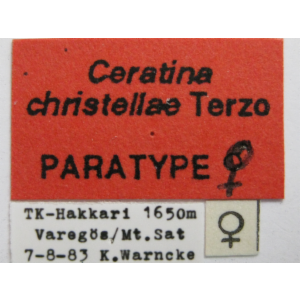 Ceratina
christellae Terzo
PARATYPE ♀
TK-Hakkari 1650m
Varegös/Mt.Sat
7-8-83 K.Warncke
♀